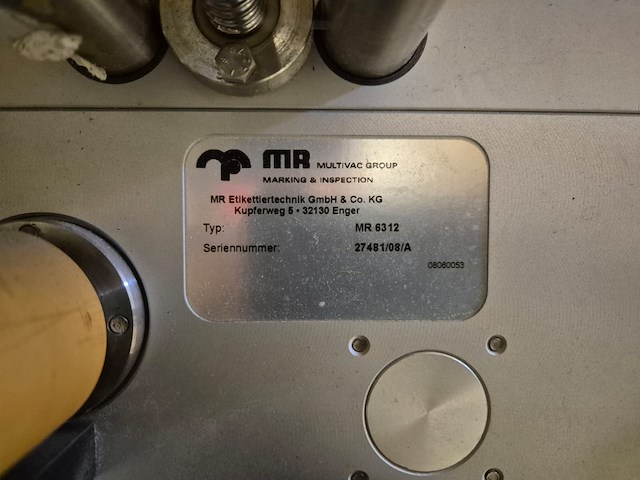 MR MULTIVAC GROUP
MARKING & INSPECTION
MR Etikettiertechnik GmbH & Co. KG
Kupferweg 5 • 32130 Enger
Typ: MR 6312
Seriennummer: 27481/08/A
08060053